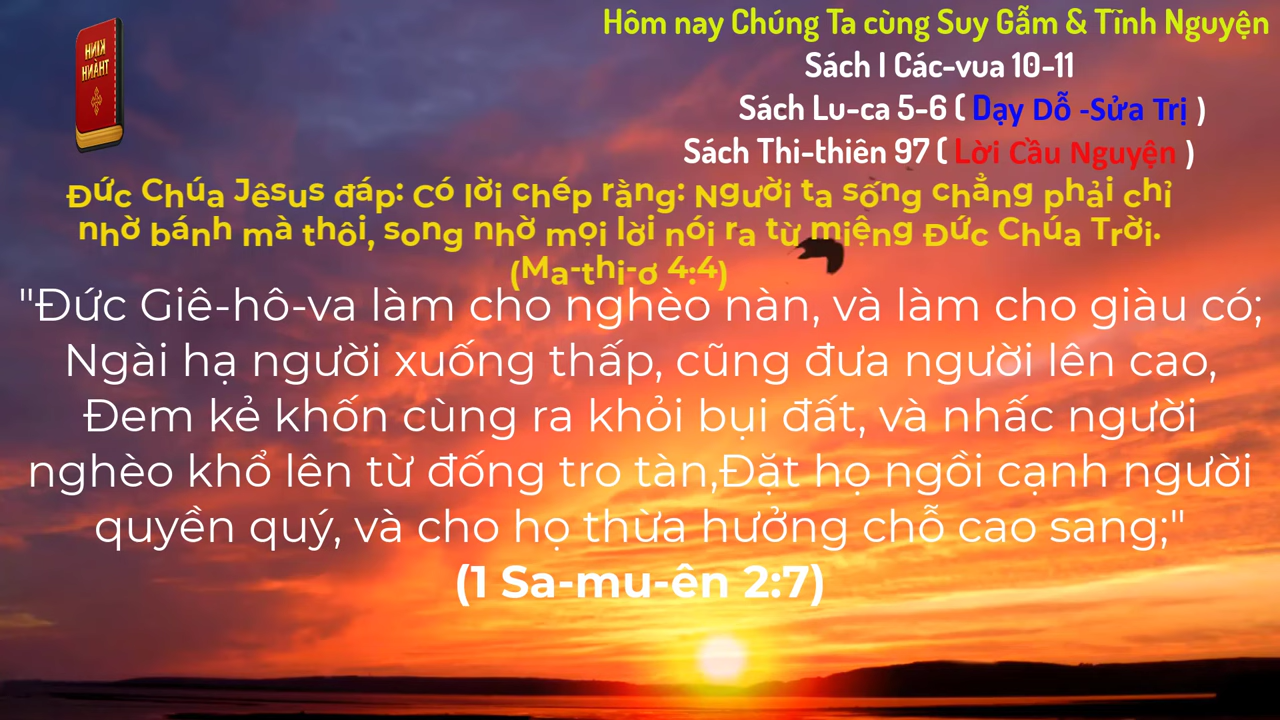 KINH
THÁNH
Hôm nay Chúng Ta cùng Suy Gẫm & Tĩnh Nguyện
Sách I Các-vua 10-11
Sách Lu-ca 5-6 ( Dạy Dỗ -Sửa Trị )
Sách Thi-thiên 97 ( Lời Cầu Nguyện )
Đức Chúa Jêsus đáp: Có lời chép rằng: Người ta sống chẳng phải chỉ
nhờ bánh mà thôi, song nhờ mọi lời nói ra từ miệng Đức Chúa Trời.
(Ma-thi-ơ 4:4)
"Đức Giê-hô-va làm cho nghèo nàn, và làm cho giàu có;
Ngài hạ người xuống thấp, cũng đưa người lên cao,
Đem kẻ khốn cùng ra khỏi bụi đất, và nhấc người
nghèo khổ lên từ đống tro tàn,Đặt họ ngồi cạnh người
quyền quý, và cho họ thừa hưởng chỗ cao sang;"
(1 Sa-mu-ên 2:7)